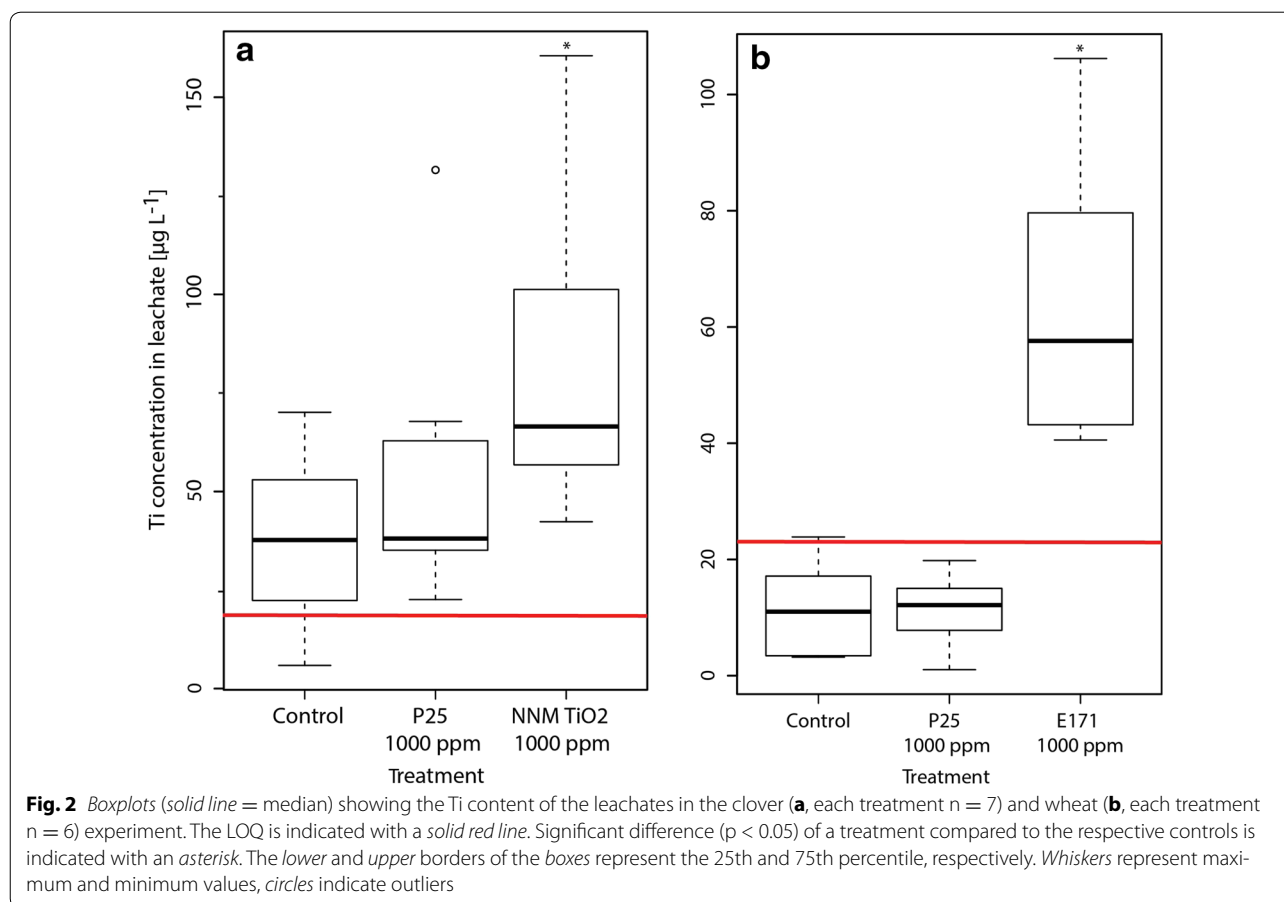 a
b
*
*
Ti concentration in leachate [µg L-1]
150
100
50
0
100
80
60
40
20
0
Control
P25
1000 ppm
NNM TiO2
1000 ppm
Treatment
Control
P25
1000 ppm
E171
1000 ppm
Treatment
Fig. 2 Boxplots (solid line = median) showing the Ti content of the leachates in the clover (a, each treatment n = 7) and wheat (b, each treatment
n = 6) experiment. The LOQ is indicated with a solid red line. Significant difference (p < 0.05) of a treatment compared to the respective controls is
indicated with an asterisk. The lower and upper borders of the boxes represent the 25th and 75th percentile, respectively. Whiskers represent maxi-
mum and minimum values, circles indicate outliers